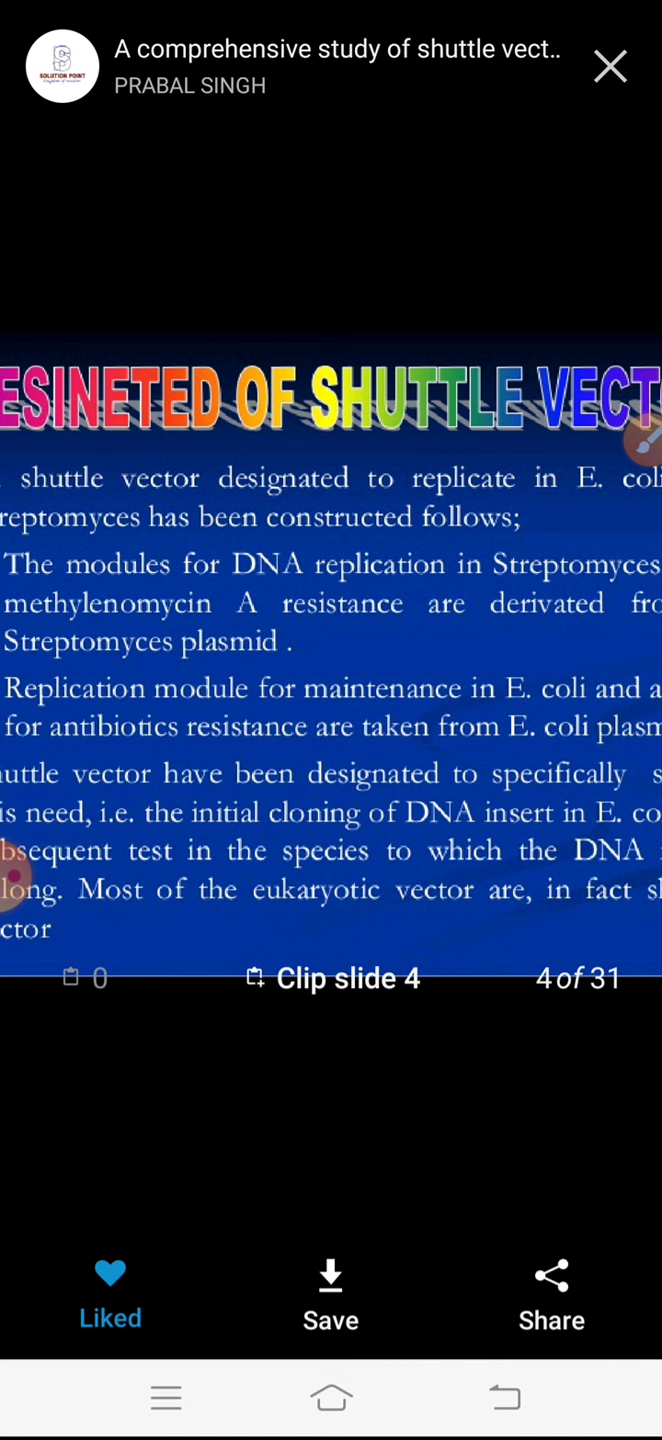 SOLUTION POINT
A comprehensive study of shuttle vect..
PRABAL SINGH
ESINETED OF SHUTTLE VECT
shuttle vector designated to replicate in E. coli
reptomyces has been constructed follows;
The modules for DNA replication in Streptomyces
methylenomycin A resistance are derivated fro
Streptomyces plasmid .
Replication module for maintenance in E. coli and a
for antibiotics resistance are taken from E. coli plasm
uttle vector have been designated to specifically s
is need, i.e. the initial cloning of DNA insert in E. co
bsequent test in the species to which the DNA
long. Most of the eukaryotic vector are, in fact sh
ctor
0
Clip slide 4
4 of 31
Liked
Save
Share